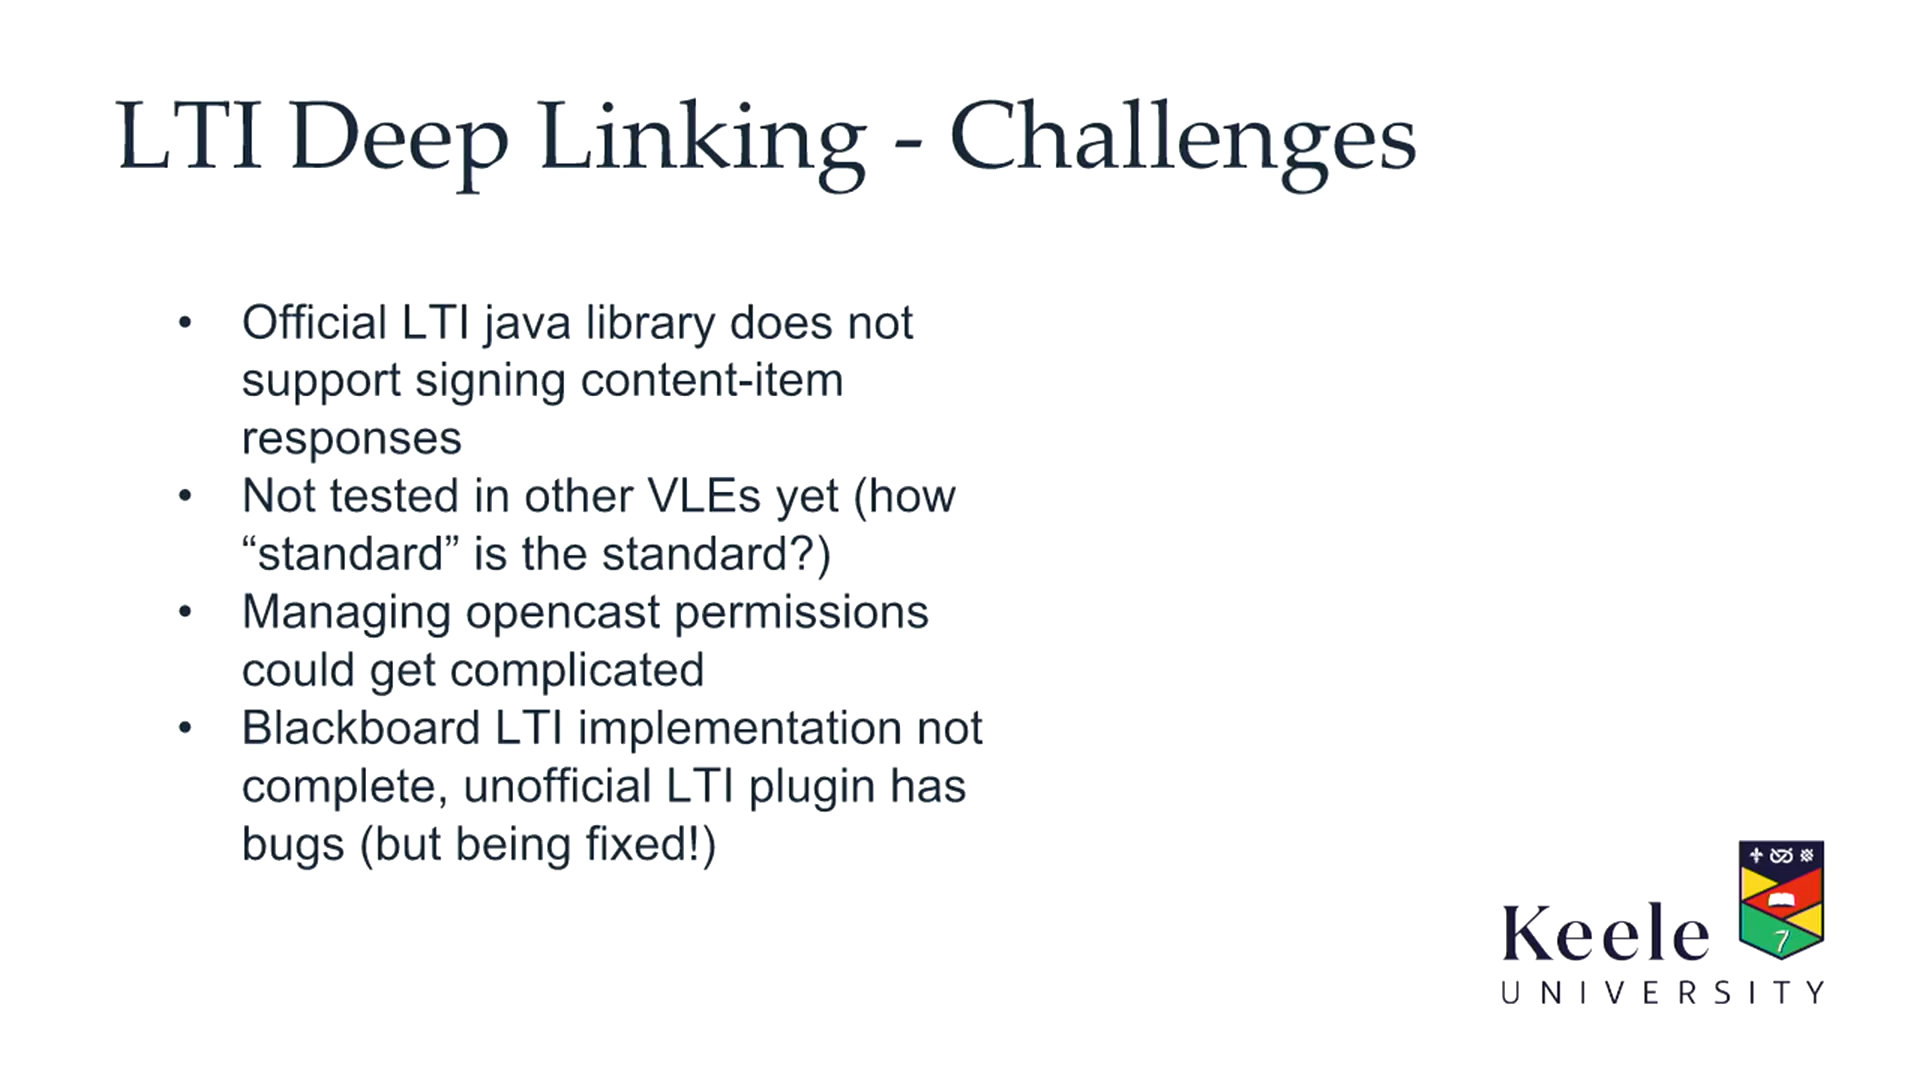 LTI Deep Linking - Challenges
• Official LTI java library does not
support signing content-item
responses
• Not tested in other VLEs yet (how
“standard” is the standard?)
• Managing opencast permissions
could get complicated
• Blackboard LTI implementation not
complete, unofficial LTI plugin has
bugs (but being fixed!)
Keele
UNIVERSITY